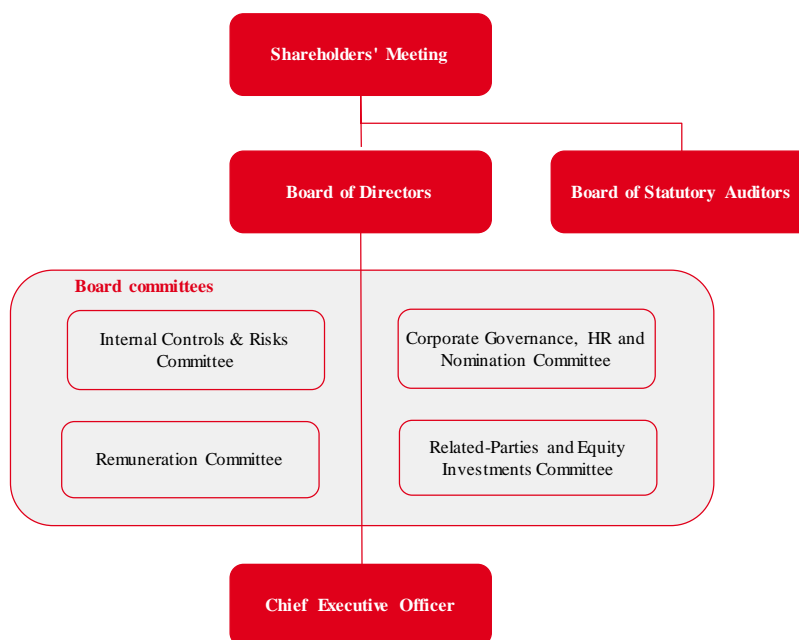 Shareholders' Meeting
Board of Directors
Board of Statutory Auditors
Board committees
Internal Controls & Risks
Committee
Corporate Governance, HR and
Nomination Committee
Remuneration Committee
Related-Parties and Equity
Investments Committee
Chief Executive Officer